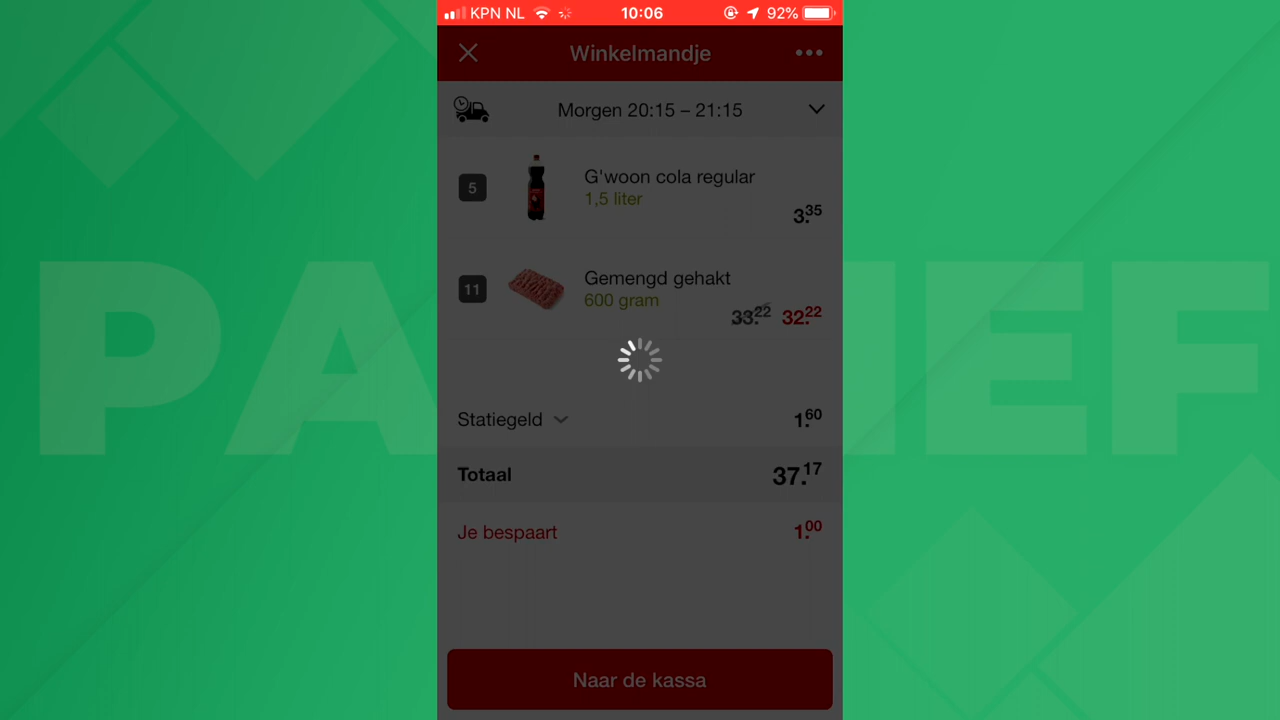 KPN NL 10:06 92%
Winkelmandje
Morgen 20:15 – 21:15
5 G'woon cola regular
1,5 liter
3.35
11 Gemengd gehakt
600 gram
33.22 32.22
Statiegeld 1.60
Totaal 37.17
Je bespaart 1.00
Naar de kassa